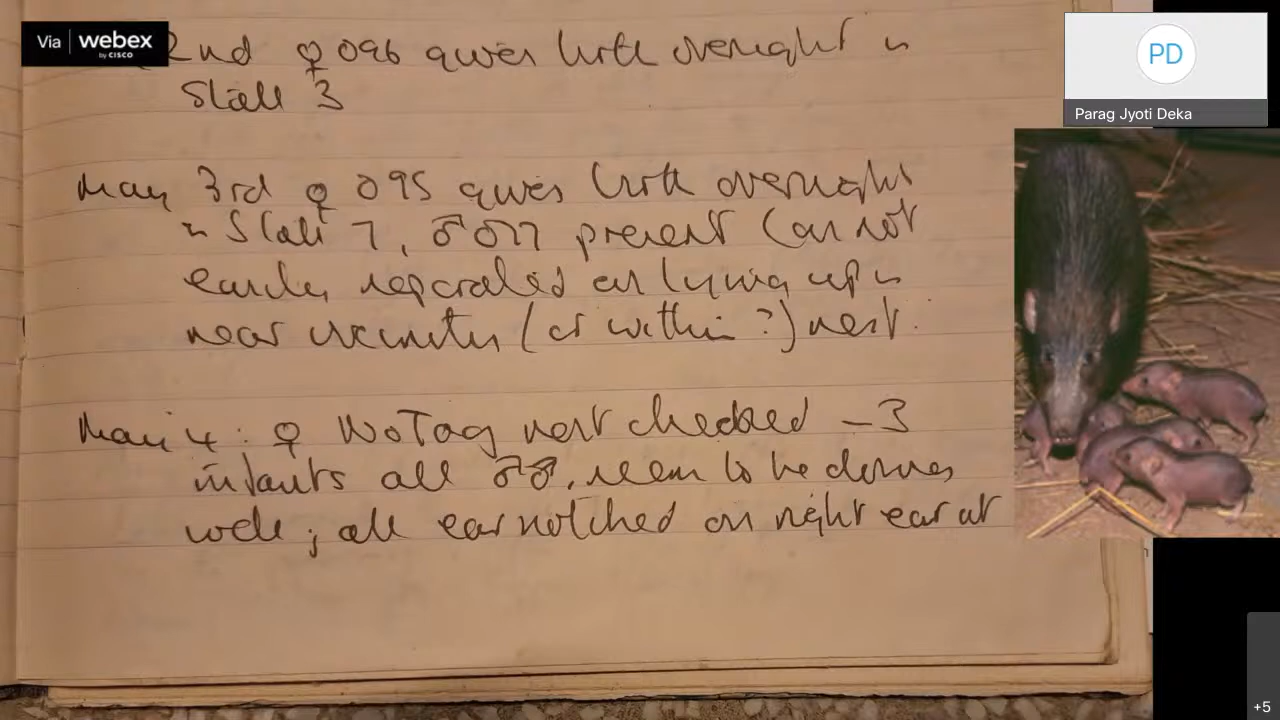 Via webex
by CISCO
PD
Parag Jyoti Deka
2nd ♀ 096 gives birth overnight in
Stall 3
May 3rd ♀ 095 gives birth overnight
in Stall 7, ♂ 077 present (can not
easily separated as lying up in
near vicinity (or within?) nest.
May 4: ♀ No Tag nest checked – 3
infants all ♂♂, seem to be doing
well; all ear notched on right ear at
+5